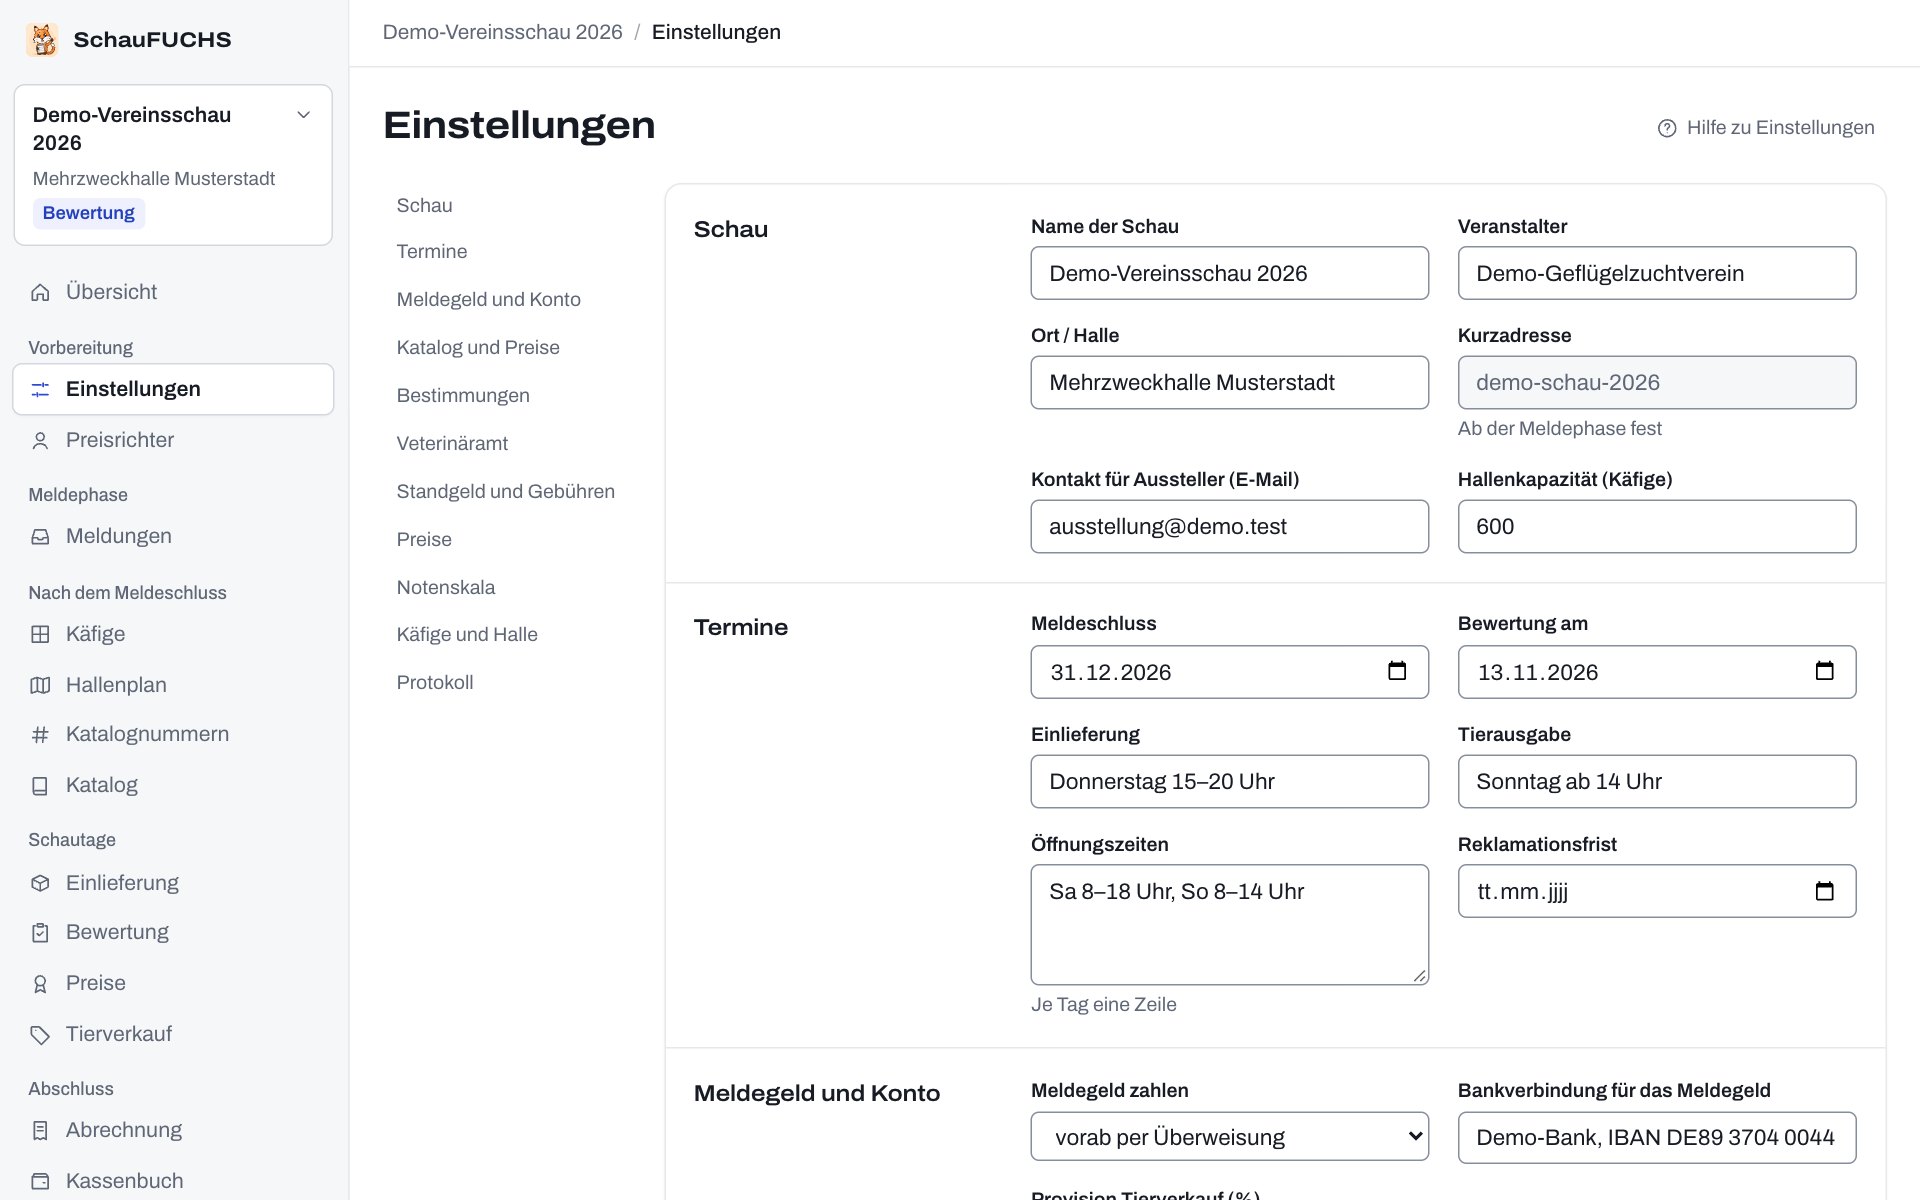 SchauFUCHS
Demo-Vereinsschau 2026
Mehrzweckhalle Musterstadt
Bewertung
Übersicht
Vorbereitung
Einstellungen
Preisrichter
Meldephase
Meldungen
Nach dem Meldeschluss
Käfige
Hallenplan
Katalognummern
Katalog
Schautage
Einlieferung
Bewertung
Preise
Tierverkauf
Abschluss
Abrechnung
Kassenbuch
Demo-Vereinsschau 2026 / Einstellungen
Einstellungen
Hilfe zu Einstellungen
Schau
Termine
Meldegeld und Konto
Katalog und Preise
Bestimmungen
Veterinäramt
Standgeld und Gebühren
Preise
Notenskala
Käfige und Halle
Protokoll
Schau
Name der Schau
Demo-Vereinsschau 2026
Veranstalter
Demo-Geflügelzuchtverein
Ort / Halle
Mehrzweckhalle Musterstadt
Kurzadresse
demo-schau-2026
Ab der Meldephase fest
Kontakt für Aussteller (E-Mail)
ausstellung@demo.test
Hallenkapazität (Käfige)
600
Termine
Meldeschluss
31.12.2026
Bewertung am
13.11.2026
Einlieferung
Donnerstag 15–20 Uhr
Tierausgabe
Sonntag ab 14 Uhr
Öffnungszeiten
Sa 8–18 Uhr, So 8–14 Uhr
Je Tag eine Zeile
Reklamationsfrist
tt.mm.jjjj
Meldegeld und Konto
Meldegeld zahlen
vorab per Überweisung
Bankverbindung für das Meldegeld
Demo-Bank, IBAN DE89 3704 0044
Provision Tierverkauf (%)